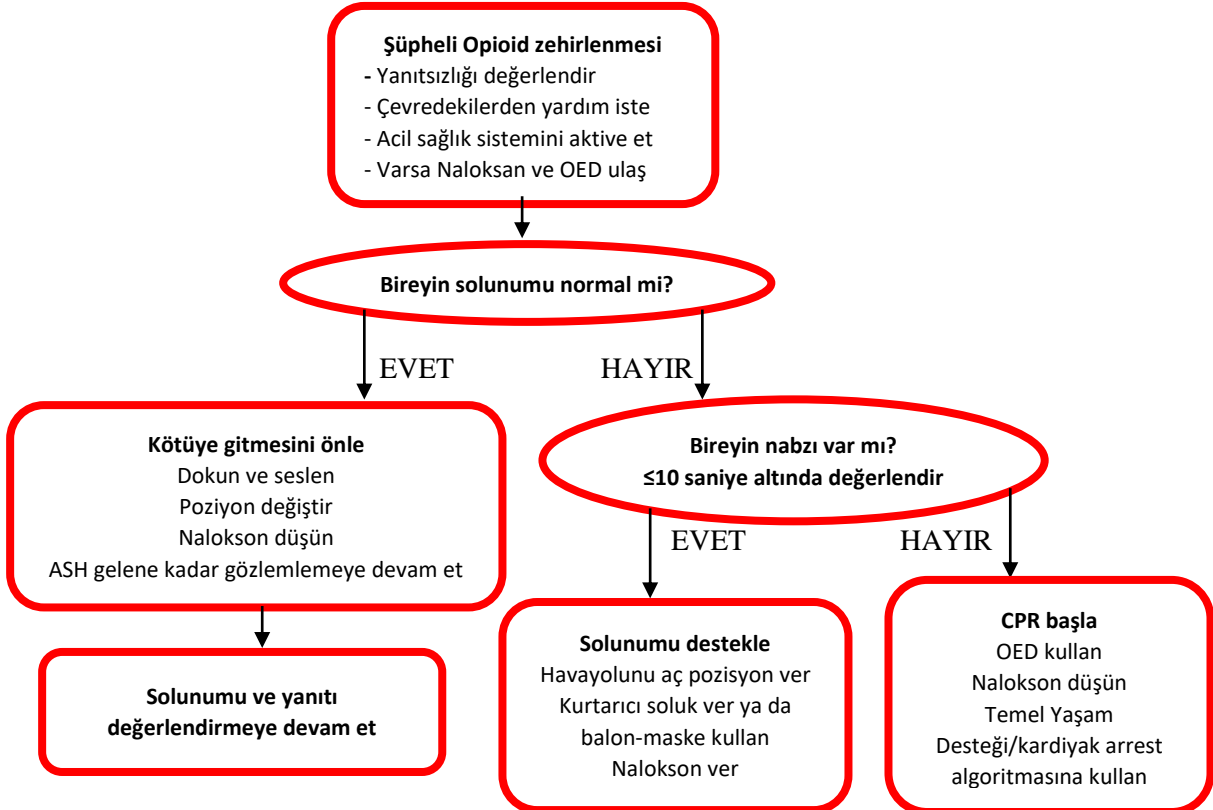 Şüpheli Opioid zehirlenmesi
- Yanıtsızlığı değerlendir
- Çevredekilerden yardım iste
- Acil sağlık sistemini aktive et
- Varsa Naloksan ve OED ulaş
Bireyin solunumu normal mi?
EVET
HAYIR
Kötüye gitmesini önle
Dokun ve seslen
Poziyon değiştir
Nalokson düşün
ASH gelene kadar gözlemlemeye devam et
Bireyin nabzı var mı?
≤10 saniye altında değerlendir
EVET
HAYIR
Solunumu ve yanıtı
değerlendirmeye devam et
Solunumu destekle
Havayolunu aç pozisyon ver
Kurtarıcı soluk ver ya da
balon-maske kullan
Nalokson ver
CPR başla
OED kullan
Nalokson düşün
Temel Yaşam
Desteği/kardiyak arrest
algoritmasına kullan